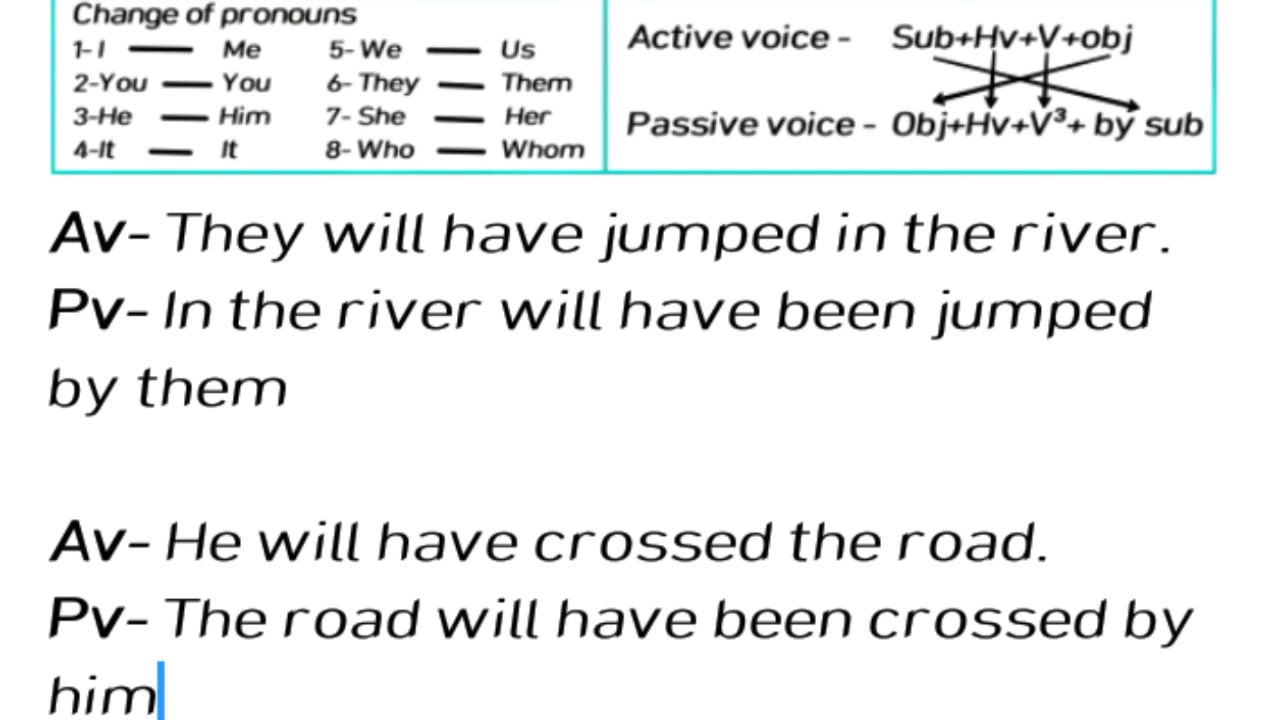 Change of pronouns
1-I — Me
2-You — You
3-He — Him
4-It — It
5-We — Us
6-They — Them
7-She — Her
8-Who — Whom
Active voice - Sub+Hv+V+obj
Passive voice - Obj+Hv+V³+ by sub
Av- They will have jumped in the river.
Pv- In the river will have been jumped
by them
Av- He will have crossed the road.
Pv- The road will have been crossed by
him